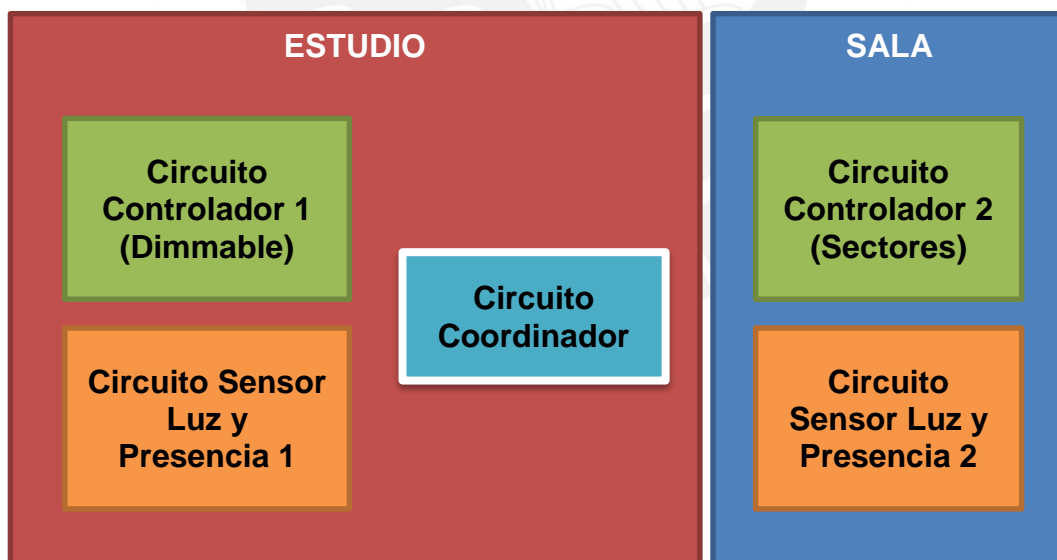 ESTUDIO
Circuito
Controlador 1
(Dimmable)
Circuito Sensor
Luz y
Presencia 1
Circuito
Coordinador
SALA
Circuito
Controlador 2
(Sectores)
Circuito
Sensor Luz y
Presencia 2